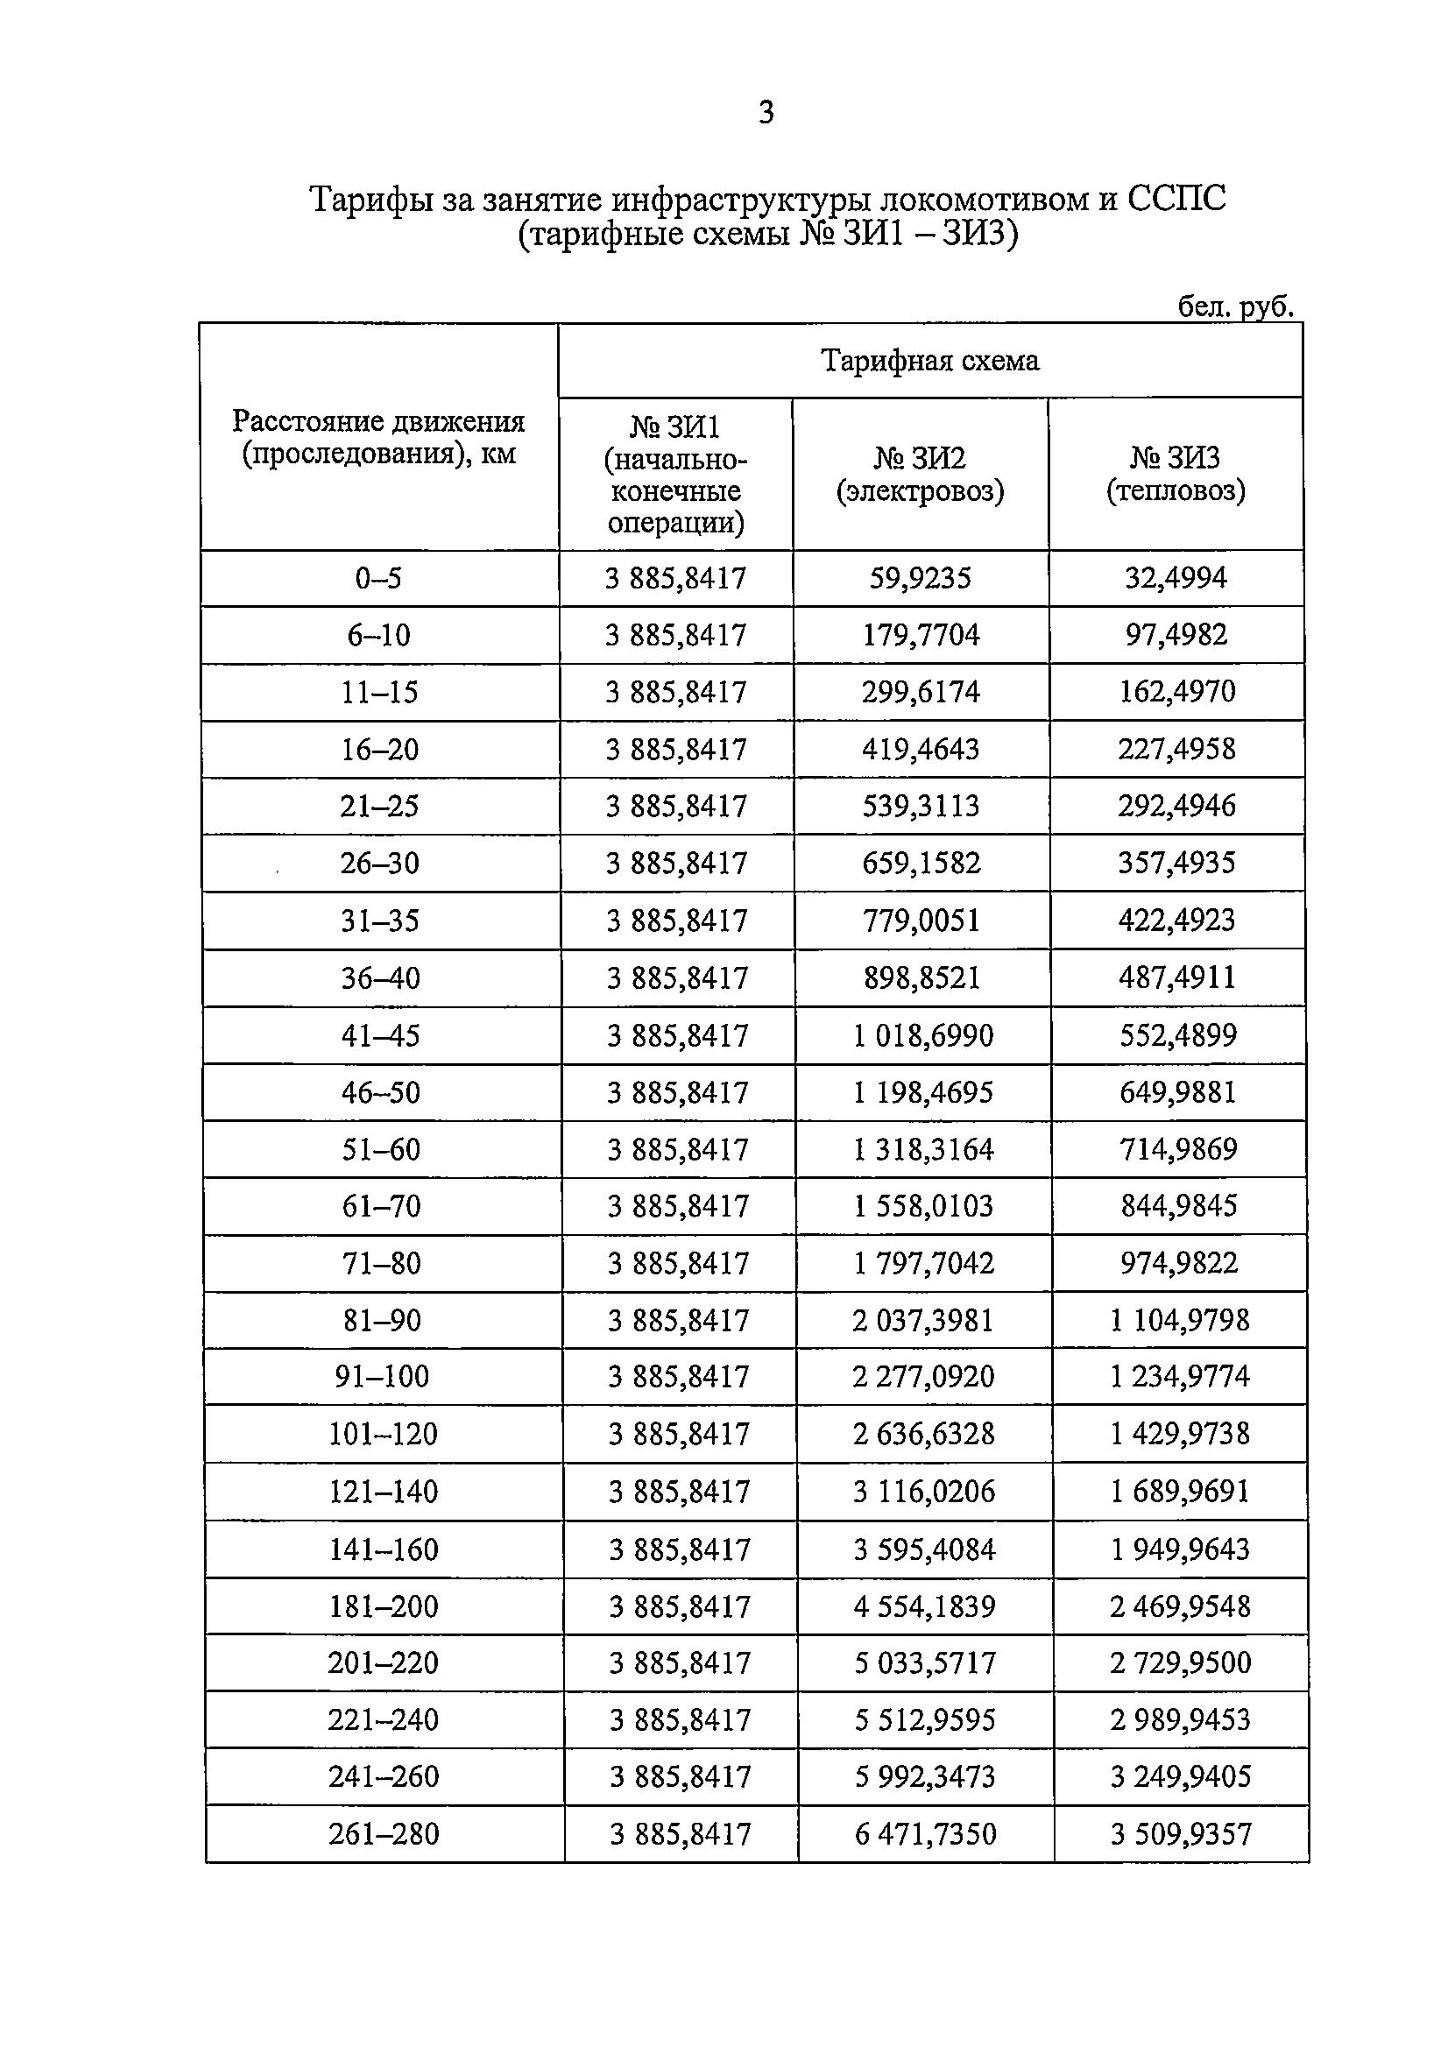 3
Тарифы за занятие инфраструктуры локомотивом и ССПС
(тарифные схемы № ЗИ1 – ЗИ3)
бел. руб.
Расстояние движения
(проследования), км
Тарифная схема
№ ЗИ1
(начально-
конечные
операции)
№ ЗИ2
(электровоз)
№ ЗИ3
(тепловоз)
0–5 3 885,8417 59,9235 32,4994
6–10 3 885,8417 179,7704 97,4982
11–15 3 885,8417 299,6174 162,4970
16–20 3 885,8417 419,4643 227,4958
21–25 3 885,8417 539,3113 292,4946
26–30 3 885,8417 659,1582 357,4935
31–35 3 885,8417 779,0051 422,4923
36–40 3 885,8417 898,8521 487,4911
41–45 3 885,8417 1 018,6990 552,4899
46–50 3 885,8417 1 198,4695 649,9881
51–60 3 885,8417 1 318,3164 714,9869
61–70 3 885,8417 1 558,0103 844,9845
71–80 3 885,8417 1 797,7042 974,9822
81–90 3 885,8417 2 037,3981 1 104,9798
91–100 3 885,8417 2 277,0920 1 234,9774
101–120 3 885,8417 2 636,6328 1 429,9738
121–140 3 885,8417 3 116,0206 1 689,9691
141–160 3 885,8417 3 595,4084 1 949,9643
181–200 3 885,8417 4 554,1839 2 469,9548
201–220 3 885,8417 5 033,5717 2 729,9500
221–240 3 885,8417 5 512,9595 2 989,9453
241–260 3 885,8417 5 992,3473 3 249,9405
261–280 3 885,8417 6 471,7350 3 509,9357